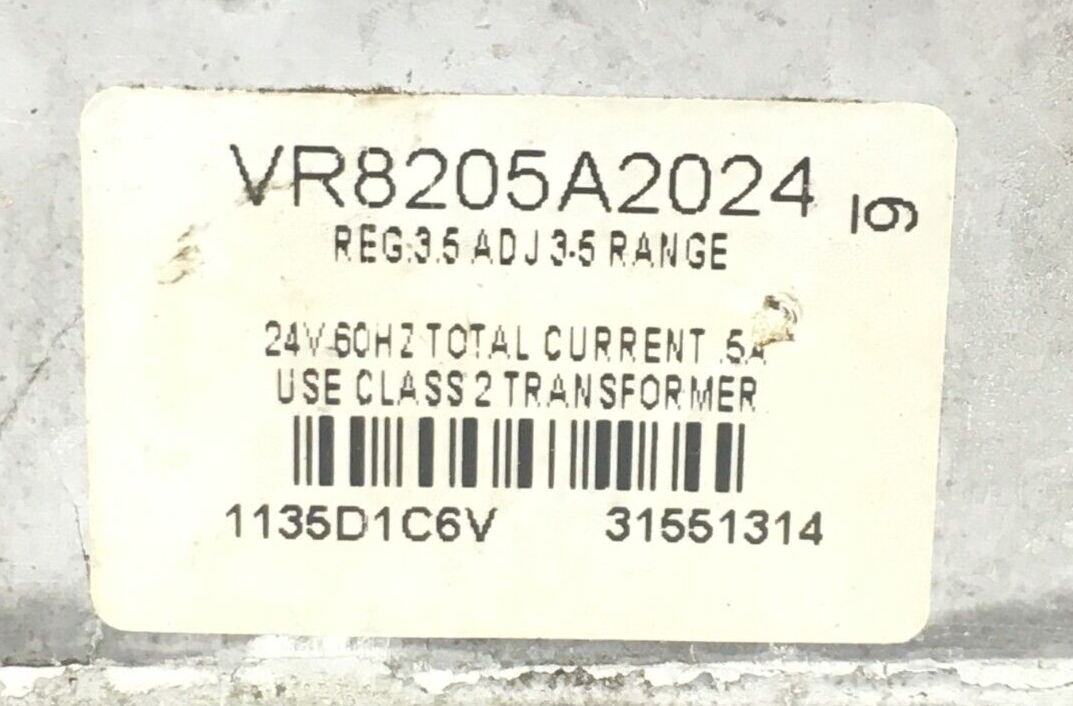 VR8205A2024
19
REG:3.5 ADJ 3-5 RANGE
24V-60HZ TOTAL CURRENT .5A
USE CLASS 2 TRANSFORMER
1135D1C6V 31551314